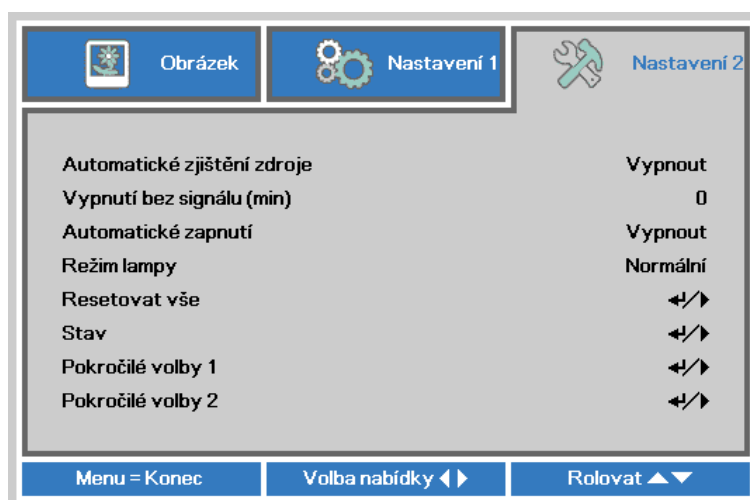 Obrázek
Nastavení 1
Nastavení 2
Automatické zjištění zdroje Vypnout
Vypnutí bez signálu (min) 0
Automatické zapnutí Vypnout
Režim lampy Normální
Resetovat vše ↵/▶
Stav ↵/▶
Pokročilé volby 1 ↵/▶
Pokročilé volby 2 ↵/▶
Menu = Konec
Volba nabídky ◀ ▶
Rolovat ▲▼